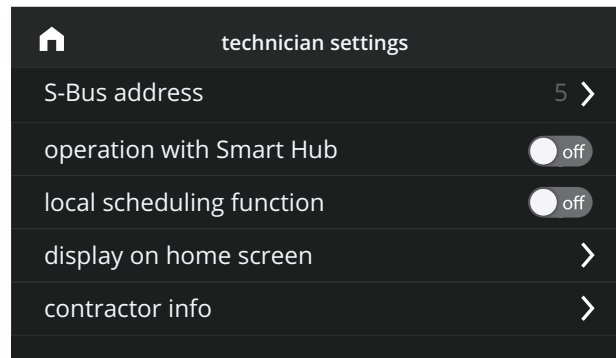 technician settings
S-Bus address 5
operation with Smart Hub off
local scheduling function off
display on home screen
contractor info